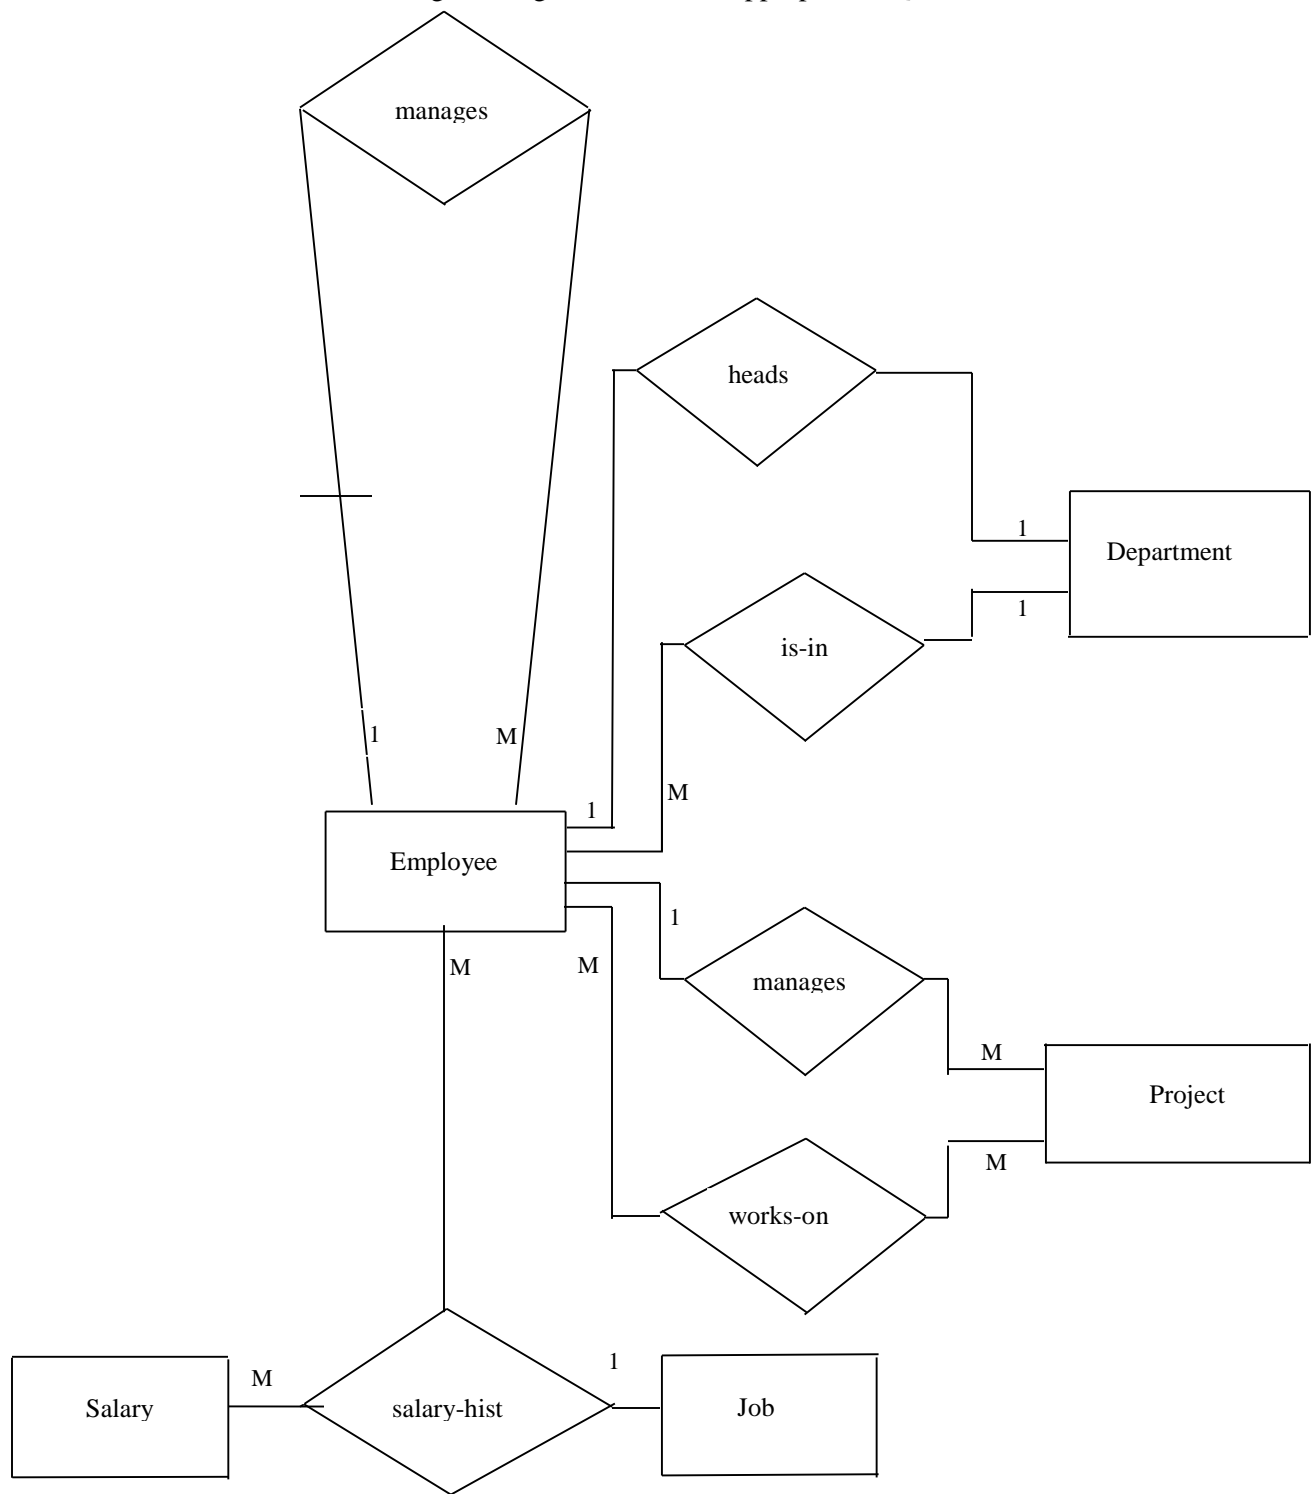 manages
heads
1
Department
1
is-in
1
M
M
1
Employee
1
M
M
manages
M
Project
M
works-on
1
M
Salary
salary-hist
Job